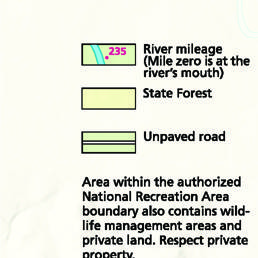 235 River mileage
(Mile zero is at the
river's mouth)
State Forest
Unpaved road
Area within the authorized
National Recreation Area
boundary also contains wild-
life management areas and
private land. Respect private
property.